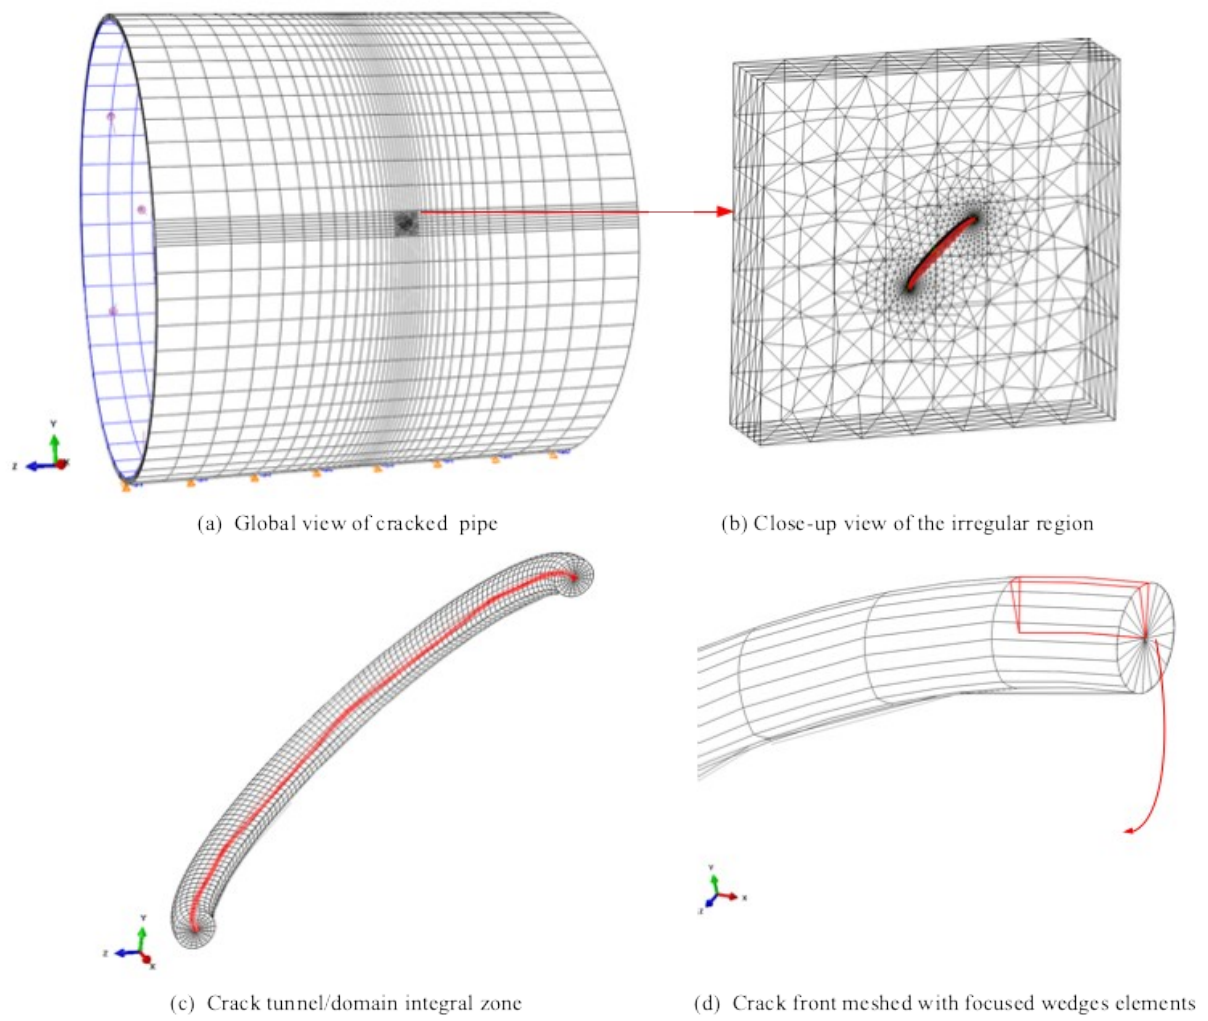 Y
Z
X
(a) Global view of cracked pipe
(b) Close-up view of the irregular region
Y
Z
X
Y
Z
X
(c) Crack tunnel/domain integral zone
(d) Crack front meshed with focused wedges elements